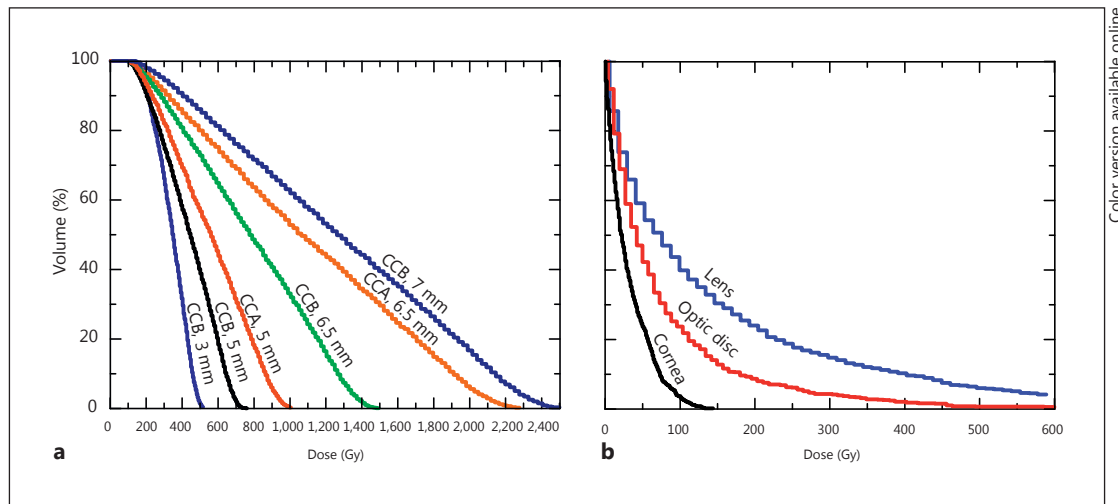 Color version available online
100
80
60
40
20
0
Volume (%)
CCB, 3 mm
CCB, 5 mm
CCA, 5 mm
CCB, 6.5 mm
CCA, 6.5 mm
CCB, 7 mm
0 200 400 600 800 1,000 1,200 1,400 1,600 1,800 2,000 2,200 2,400
Dose (Gy)
a
Lens
Optic disc
Cornea
0 100 200 300 400 500 600
Dose (Gy)
b